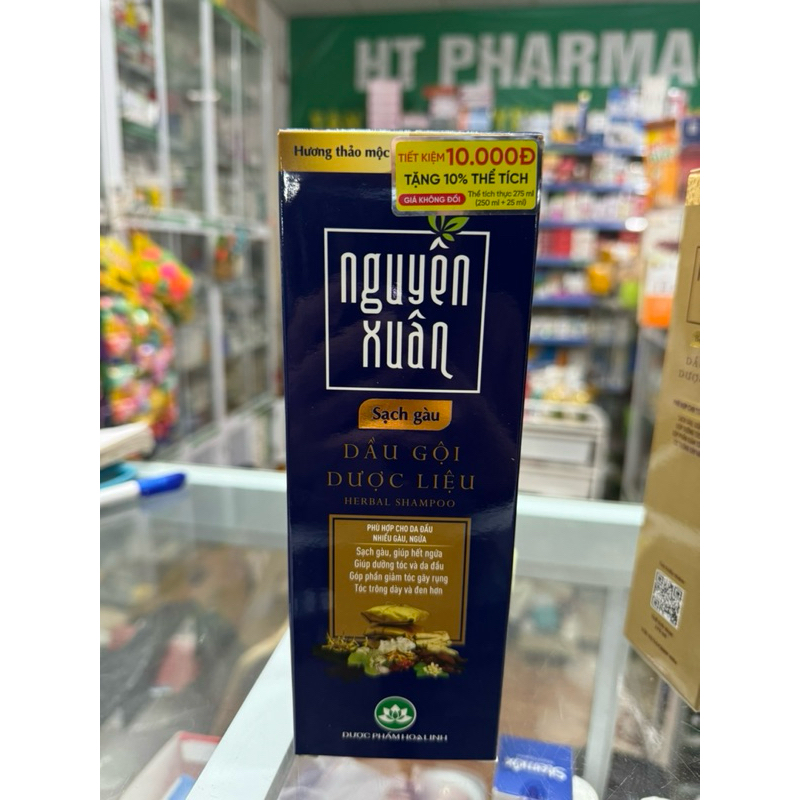 HT PHARMA
Hương thảo mộc
TIẾT KIỆM 10.000Đ
TẶNG 10% THỂ TÍCH
GIÁ KHÔNG ĐỔI
Thể tích thực 275 ml
(250 ml + 25 ml)
nguyên
xuân
Sạch gàu
DẦU GỘI
DƯỢC LIỆU
HERBAL SHAMPOO
PHÙ HỢP CHO DA ĐẦU
NHIỀU GÀU, NGỨA
Sạch gàu, giúp hết ngứa
Giúp dưỡng tóc và da đầu
Góp phần giảm tóc gãy rụng
Tóc trông dày và đen hơn
DƯỢC PHẨM HOA LINH